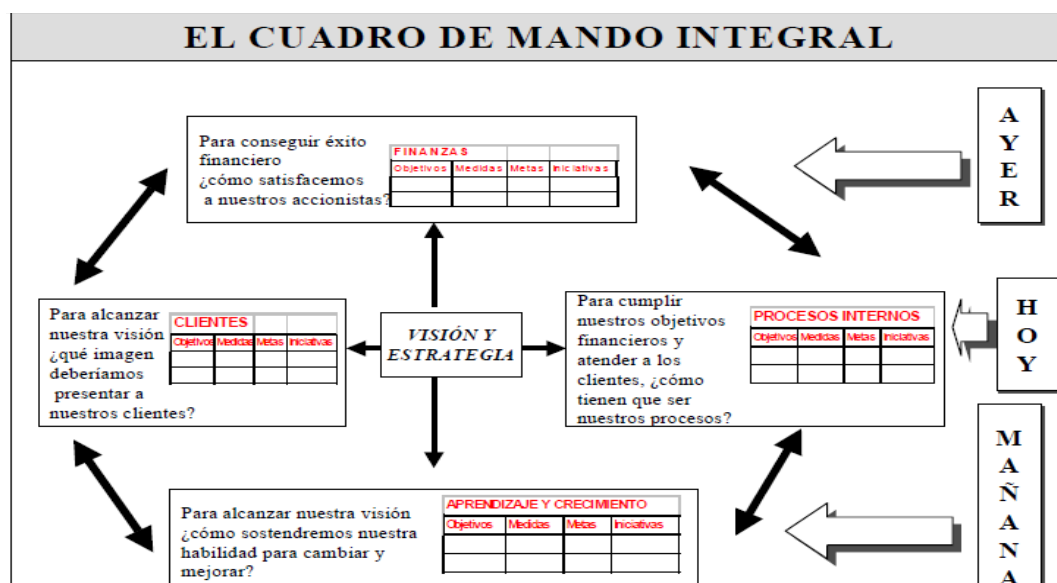 EL CUADRO DE MANDO INTEGRAL
Para conseguir éxito
financiero
¿cómo satisfacemos
a nuestros accionistas?
FINANZAS
Objetivos Medidas Metas Iniciativas
A
Y
E
R
Para alcanzar
nuestra visión
¿qué imagen
deberíamos
presentar a
nuestros clientes?
CLIENTES
Objetivos Medidas Metas Iniciativas
VISIÓN Y
ESTRATEGIA
Para cumplir
nuestros objetivos
financieros y
atender a los
clientes, ¿cómo
tienen que ser
nuestros procesos?
PROCESOS INTERNOS
Objetivos Medidas Metas Iniciativas
H
O
Y
Para alcanzar nuestra visión
¿cómo sostendremos nuestra
habilidad para cambiar y
mejorar?
APRENDIZAJE Y CRECIMIENTO
Objetivos Medidas Metas Iniciativas
M
A
Ñ
A
N
A